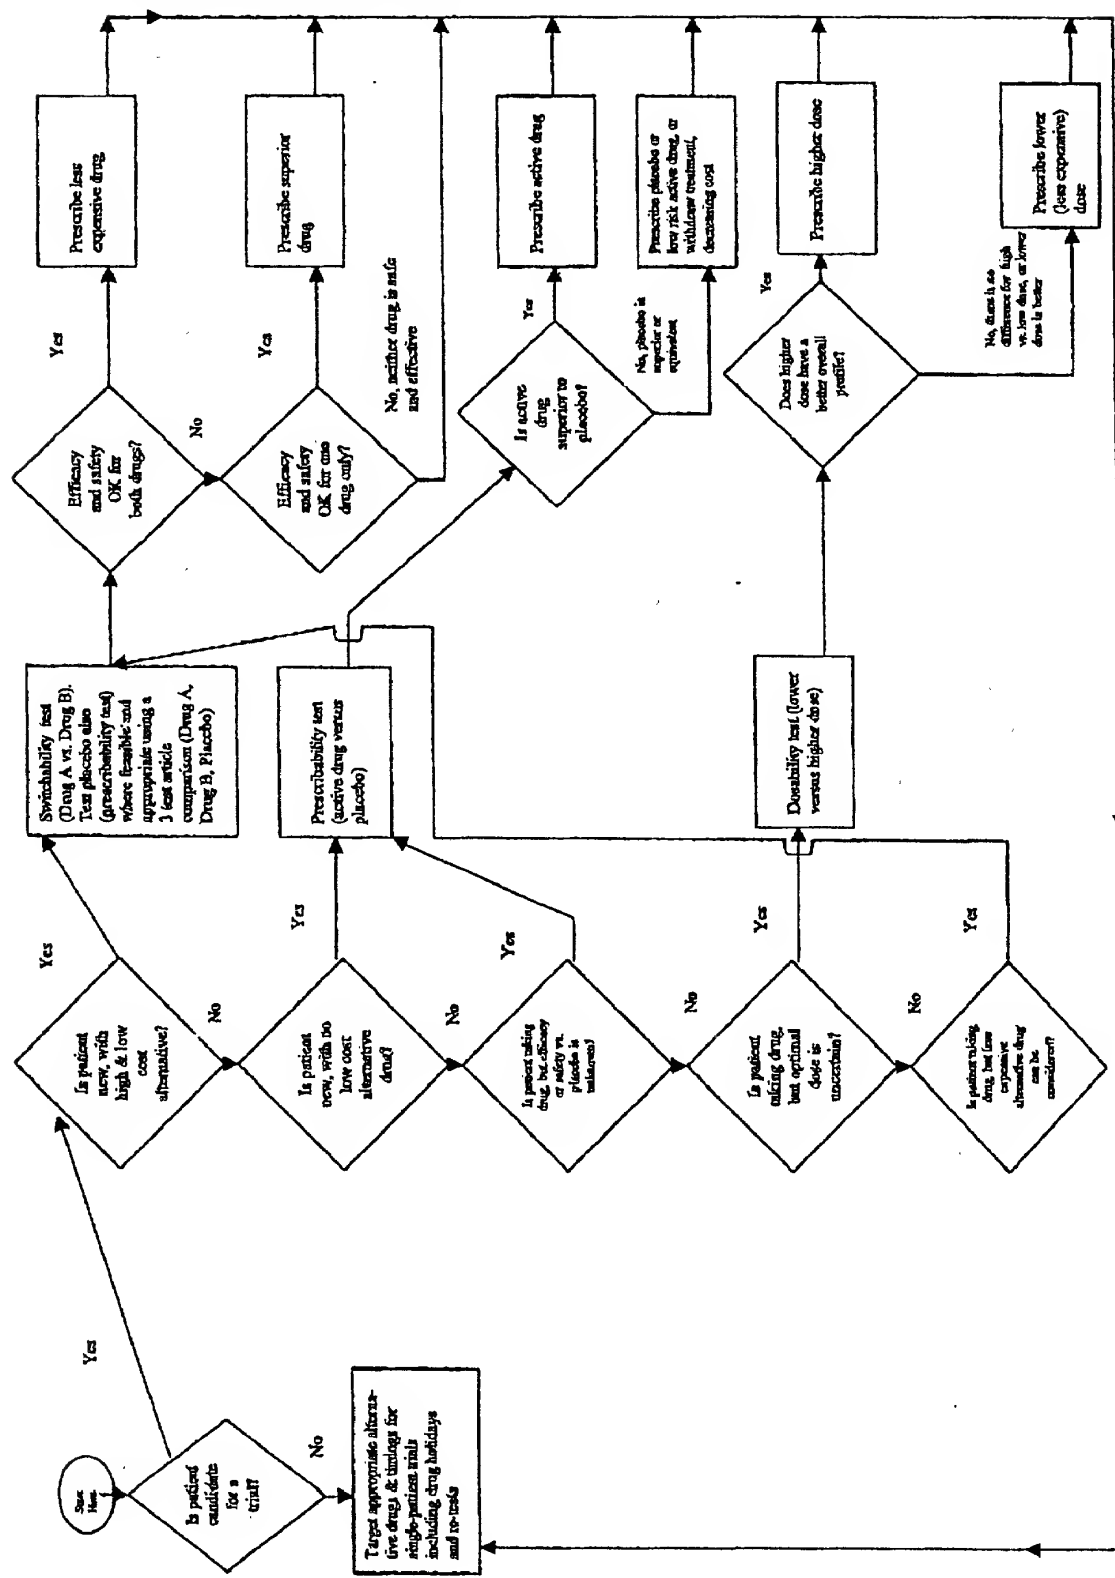 Start
Here
Is patient
candidate
for a
trial?
Yes
No
Target appropriate alterna-
tive drugs & timings for
single-patient trials
including drug holidays
and re-tests
Is patient
new, with
high & low
cost
alternative?
Yes
No
Is patient
new, with no
low cost
alternative
drug?
Yes
No
Is patient taking
drug, but efficacy
or safety vs.
placebo is
Yes
No
Is patient
taking drug,
but optimal
dose is
uncertain?
Yes
No
Is patient taking
drug, but less
expensive
alternative drug
can be
considered?
Yes
Switchability test
(Drug A vs. Drug B).
Test placebo also
(prescribability test)
where feasible and
appropriate using a
3 test article
comparison (Drug A,
Drug B, Placebo)
Prescribability test
(active drug versus
placebo)
Dosability test (lower
versus higher dose)
Efficacy
and safety
OK for
both drugs?
Yes
No
Efficacy
and safety
OK for one
drug only?
Yes
No, neither drug is safe
and effective
Is active
drug
superior to
placebo?
Yes
No, placebo is
superior or
equivalent
Does higher
dose have a
better overall
profile?
Yes
No, there is no
difference for high
vs. low dose, or lower
dose is better
Prescribe less
expensive drug
Prescribe superior
drug
Prescribe active drug
Prescribe placebo or
low risk active drug, or
withdraw treatment,
decreasing cost
Prescribe higher dose
Prescribe lower
(less expensive)
dose